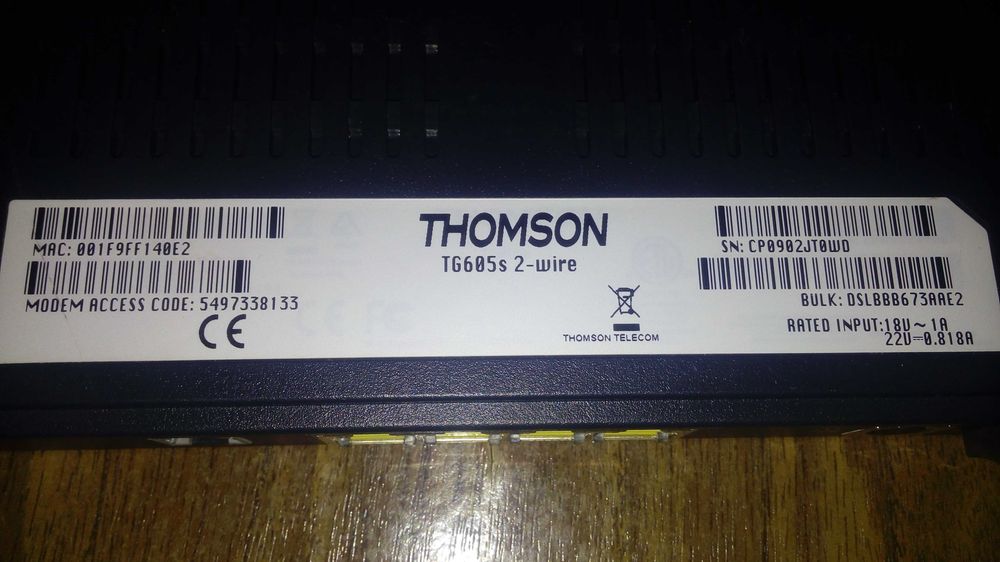 MAC: 001F9FF140E2
MODEM ACCESS CODE: 5497338133
CE
THOMSON
TG605s 2-wire
THOMSON TELECOM
SN: CP0902JT0WD
BULK: DSLBBB673AAE2
RATED INPUT:18V~1A
22V⎓0.818A